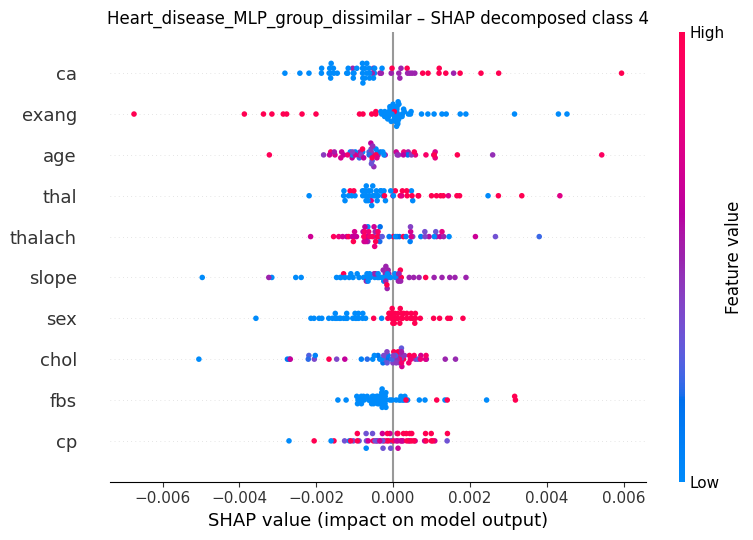 Heart_disease_MLP_group_dissimilar – SHAP decomposed class 4
High
ca
exang
age
thal
thalach
slope
sex
chol
fbs
cp
Feature value
Low
−0.006 −0.004 −0.002 0.000 0.002 0.004 0.006
SHAP value (impact on model output)